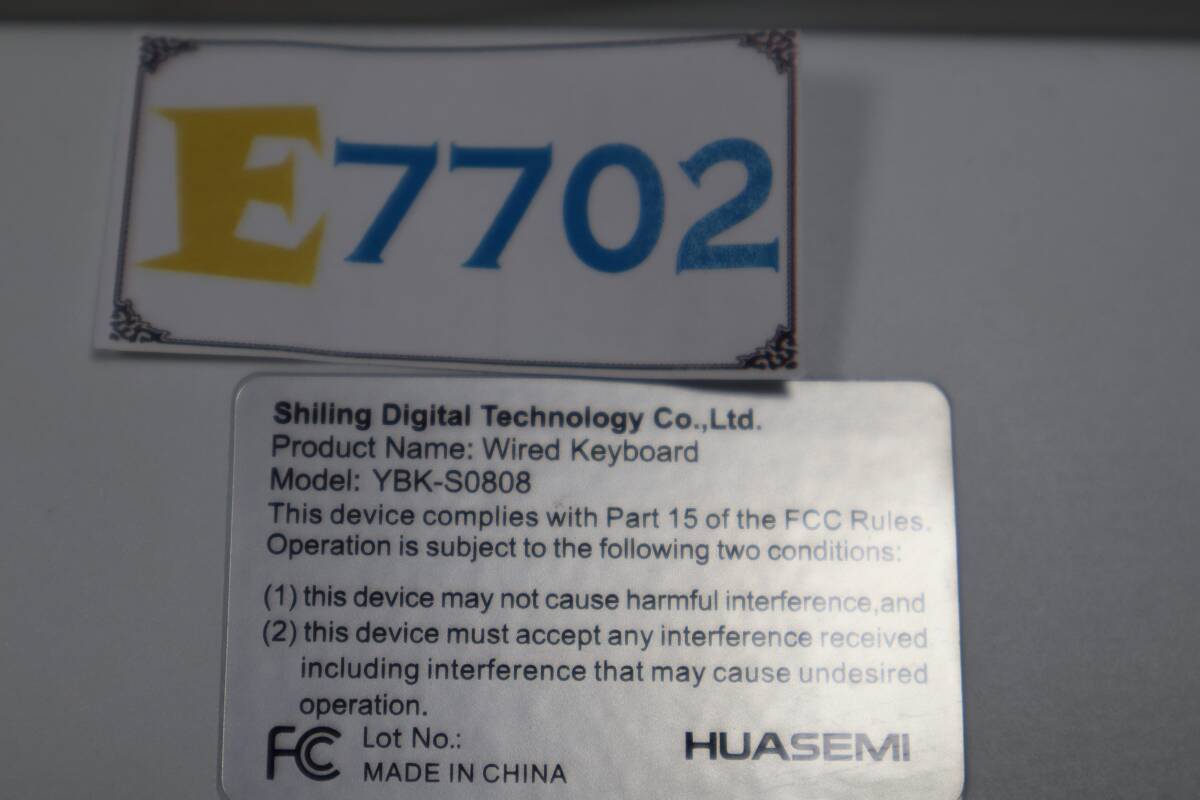 E7702
Shiling Digital Technology Co.,Ltd.
Product Name: Wired Keyboard
Model: YBK-S0808
This device complies with Part 15 of the FCC Rules.
Operation is subject to the following two conditions:
(1) this device may not cause harmful interference,and
(2) this device must accept any interference received
including interference that may cause undesired
operation.
FC Lot No.:
MADE IN CHINA
HUASEMI